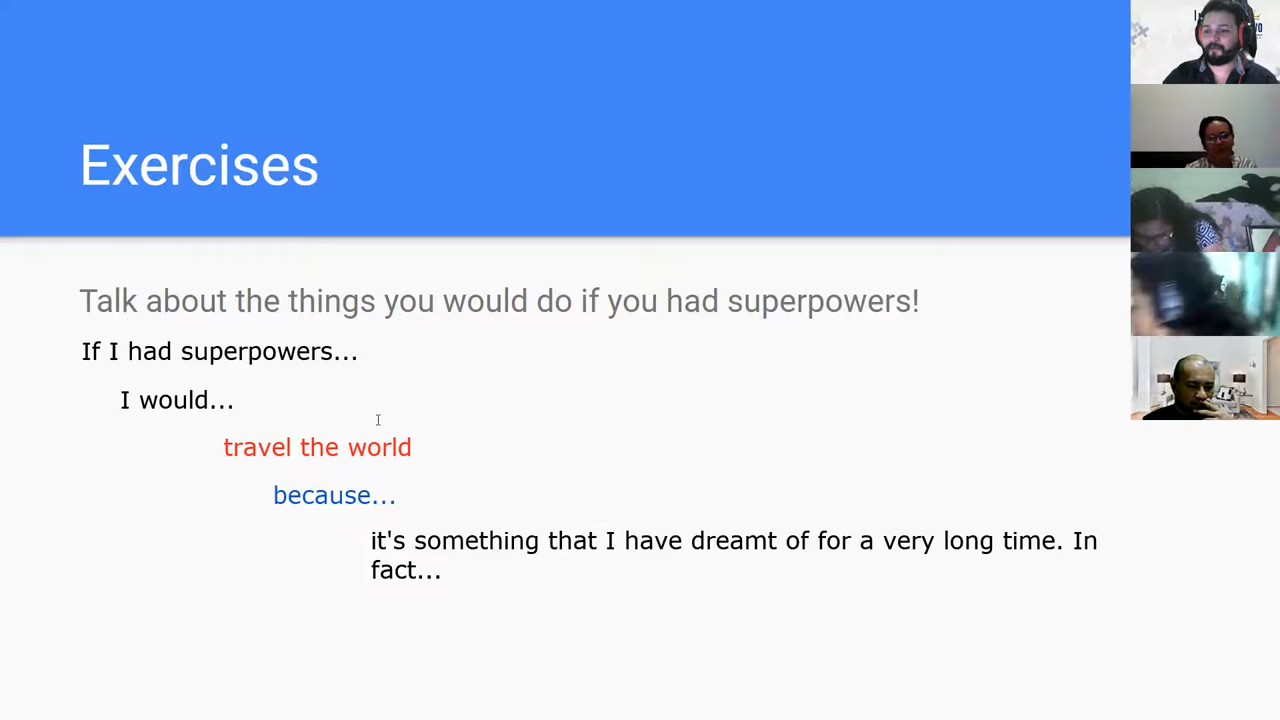 Exercises
Talk about the things you would do if you had superpowers!
If I had superpowers...
I would...
travel the world
because...
it's something that I have dreamt of for a very long time. In
fact...